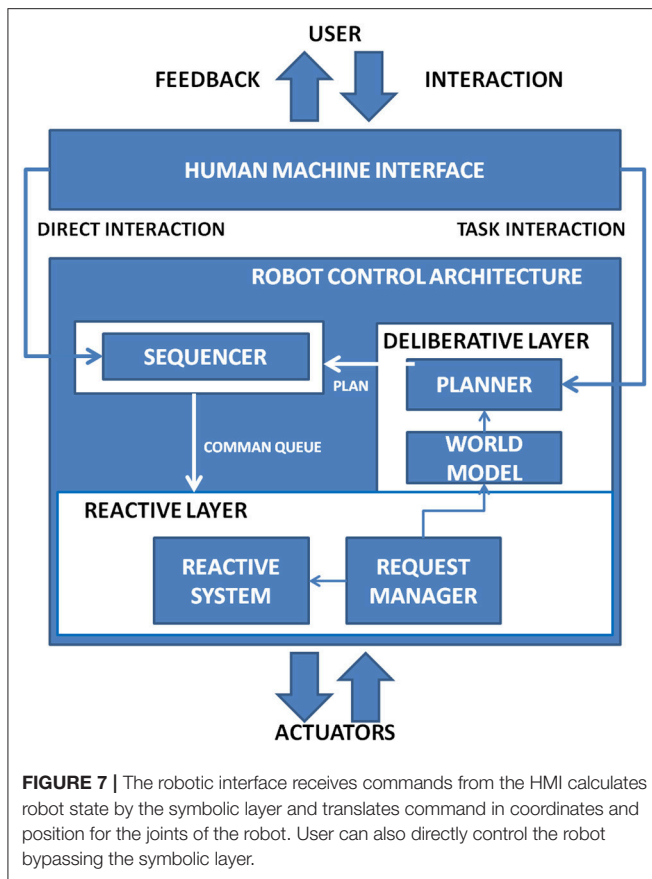 USER
FEEDBACK
INTERACTION
HUMAN MACHINE INTERFACE
DIRECT INTERACTION
TASK INTERACTION
ROBOT CONTROL ARCHITECTURE
DELIBERATIVE LAYER
SEQUENCER
PLAN
PLANNER
COMMAN QUEUE
WORLD
MODEL
REACTIVE LAYER
REACTIVE
SYSTEM
REQUEST
MANAGER
ACTUATORS
FIGURE 7 | The robotic interface receives commands from the HMI calculates
robot state by the symbolic layer and translates command in coordinates and
position for the joints of the robot. User can also directly control the robot
bypassing the symbolic layer.